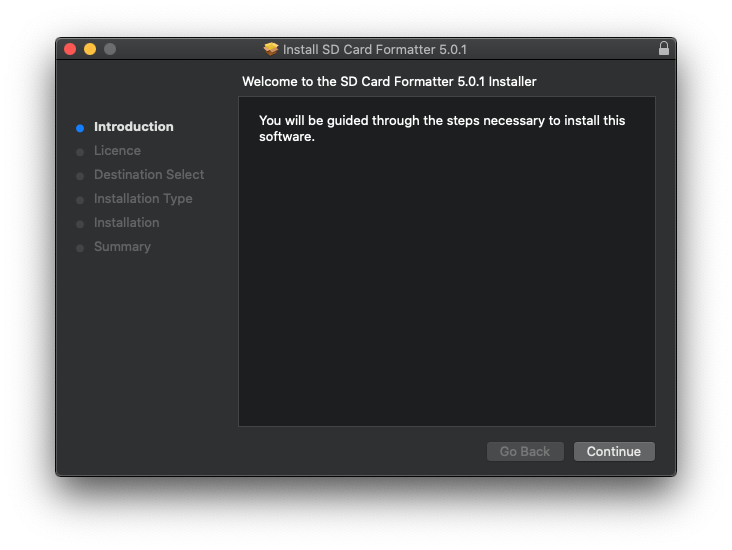 Install SD Card Formatter 5.0.1
Welcome to the SD Card Formatter 5.0.1 Installer
Introduction
Licence
Destination Select
Installation Type
Installation
Summary
You will be guided through the steps necessary to install this
software.
Go Back
Continue